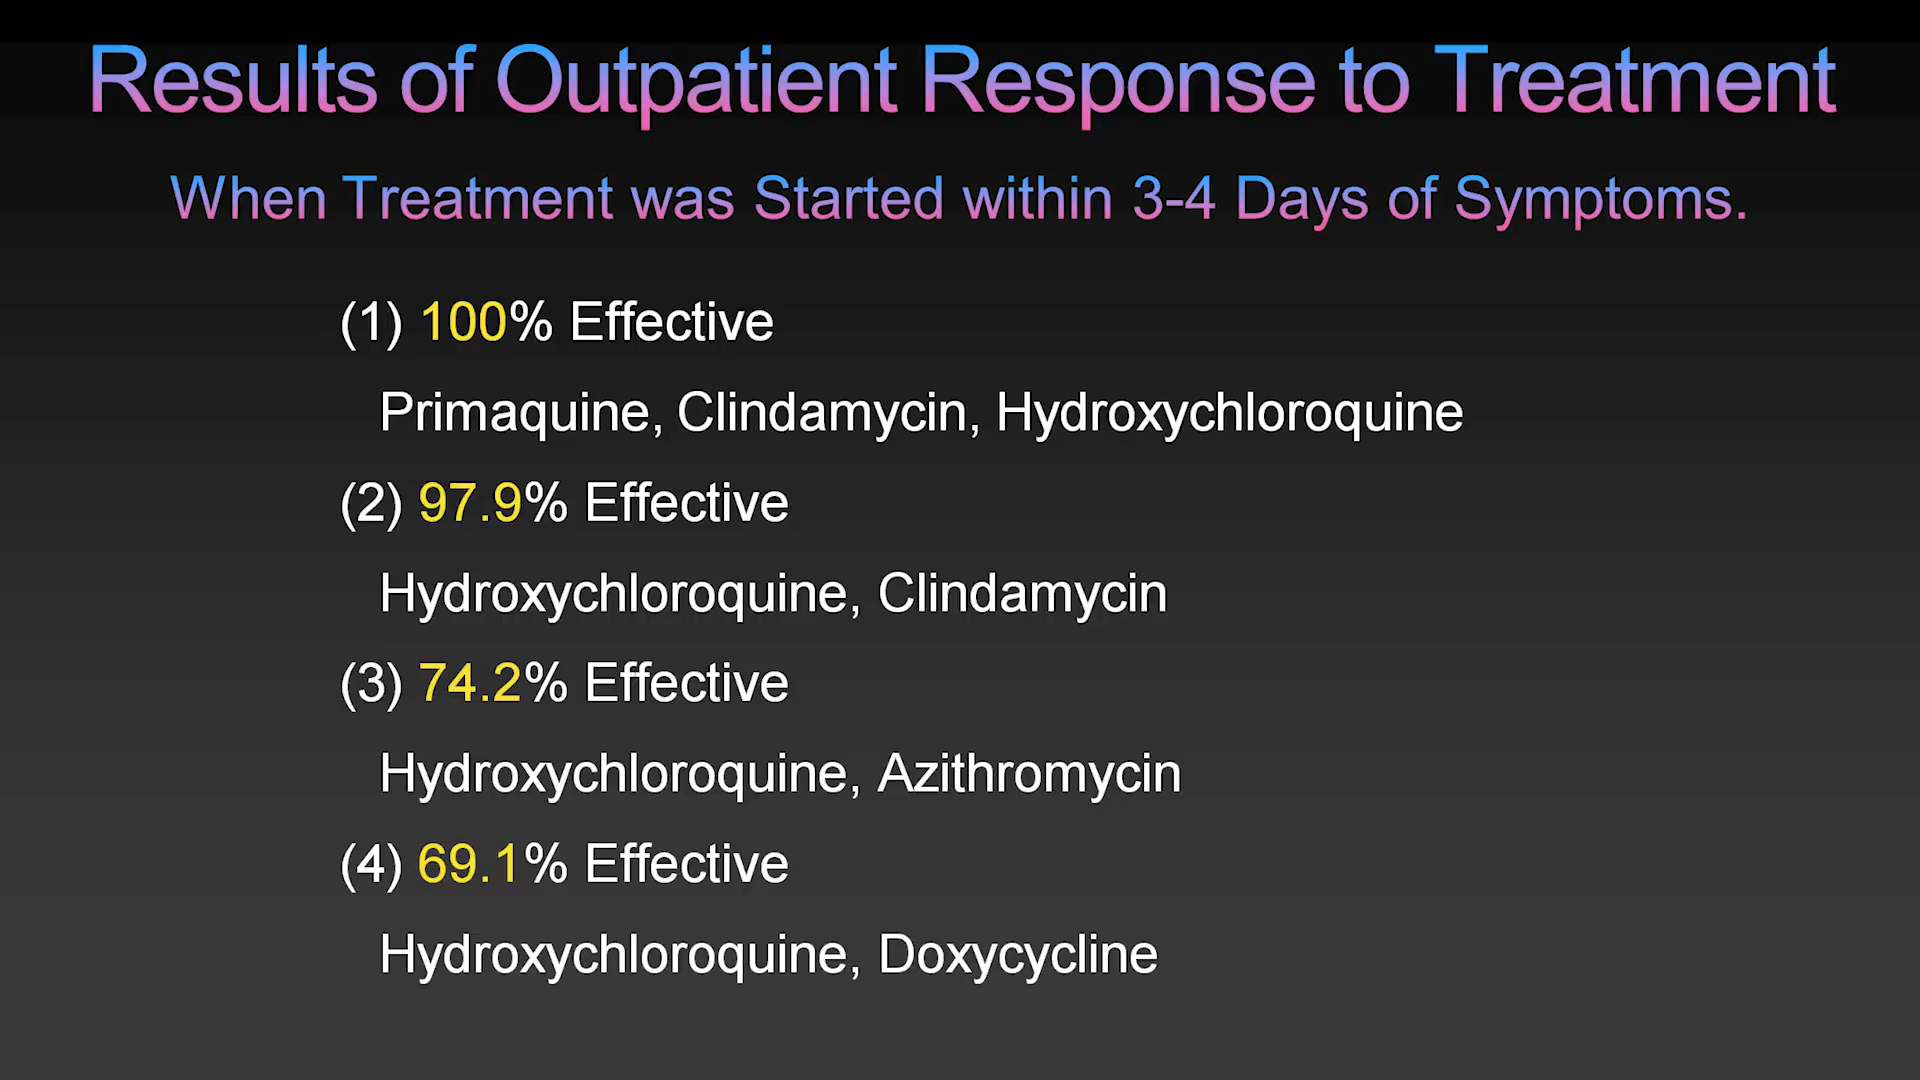 Results of Outpatient Response to Treatment
When Treatment was Started within 3-4 Days of Symptoms.
(1) 100% Effective
Primaquine, Clindamycin, Hydroxychloroquine
(2) 97.9% Effective
Hydroxychloroquine, Clindamycin
(3) 74.2% Effective
Hydroxychloroquine, Azithromycin
(4) 69.1% Effective
Hydroxychloroquine, Doxycycline